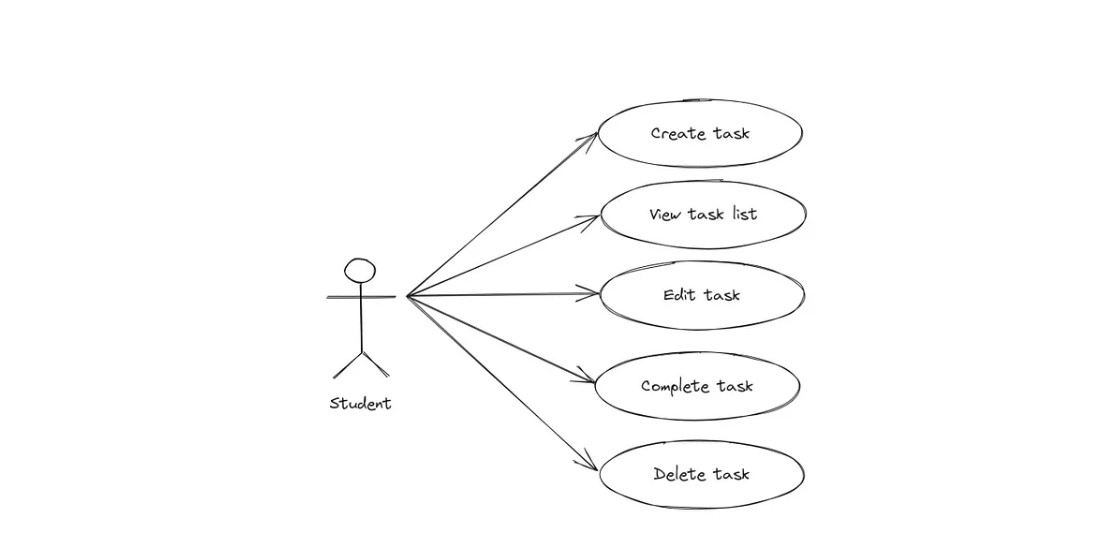 Create task
View task list
Edit task
Complete task
Student
Delete task